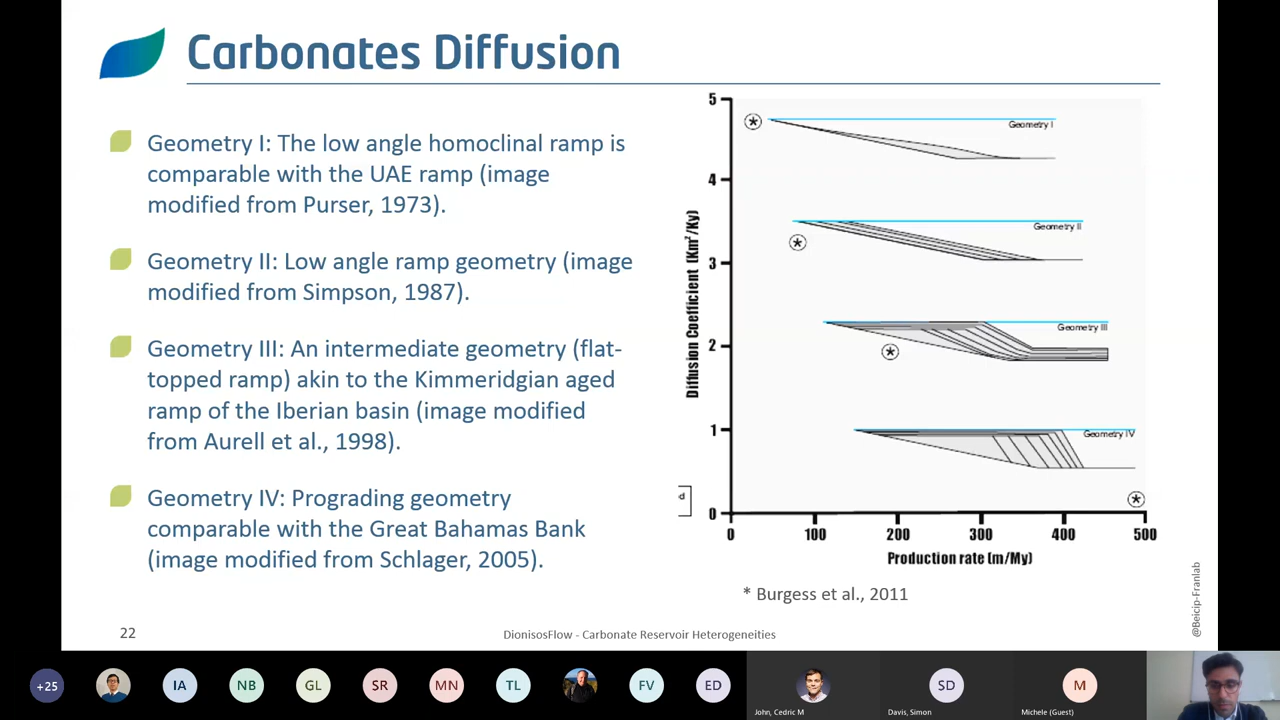 Carbonates Diffusion
Geometry I: The low angle homoclinal ramp is
comparable with the UAE ramp (image
modified from Purser, 1973).
Geometry II: Low angle ramp geometry (image
modified from Simpson, 1987).
Geometry III: An intermediate geometry (flat-
topped ramp) akin to the Kimmeridgian aged
ramp of the Iberian basin (image modified
from Aurell et al., 1998).
Geometry IV: Prograding geometry
comparable with the Great Bahamas Bank
(image modified from Schlager, 2005).
5
4
3
2
1
0
Diffusion Coefficient (Km²/Ky)
Geometry I
Geometry II
Geometry III
Geometry IV
d
0 100 200 300 400 500
Production rate (m/My)
* Burgess et al., 2011
@Beicip-Franlab
22
DionisosFlow - Carbonate Reservoir Heterogeneities
+25 IA NB GL SR MN TL FV ED SD M
John, Cedric M
Davis, Simon
Michele (Guest)